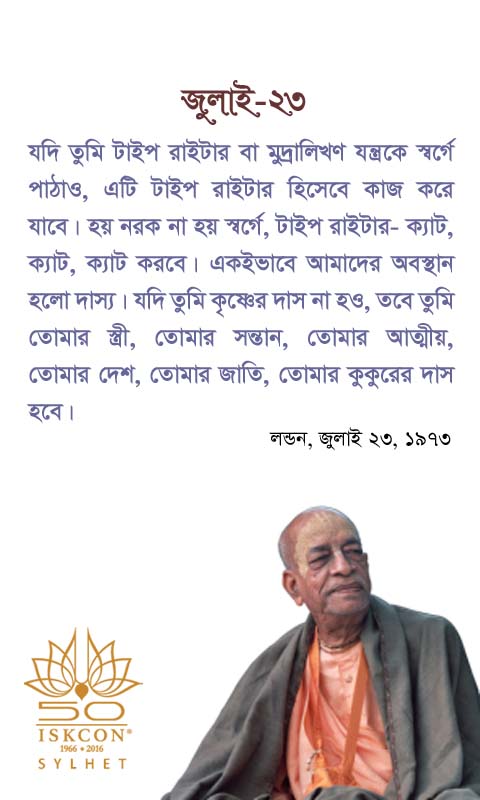 জুলাই-২৩
যদি তুমি টাইপ রাইটার বা মুদ্রালিখণ যন্ত্রকে স্বর্গে
পাঠাও, এটি টাইপ রাইটার হিসেবে কাজ করে
যাবে। হয় নরক না হয় স্বর্গে, টাইপ রাইটার- ক্যাট,
ক্যাট, ক্যাট করবে। একইভাবে আমাদের অবস্থান
হলো দাস্য। যদি তুমি কৃষ্ণের দাস না হও, তবে তুমি
তোমার স্ত্রী, তোমার সন্তান, তোমার আত্মীয়,
তোমার দেশ, তোমার জাতি, তোমার কুকুরের দাস
হবে।
লন্ডন, জুলাই ২৩, ১৯৭৩
50
ISKCON®
1966 • 2016
SYLHET